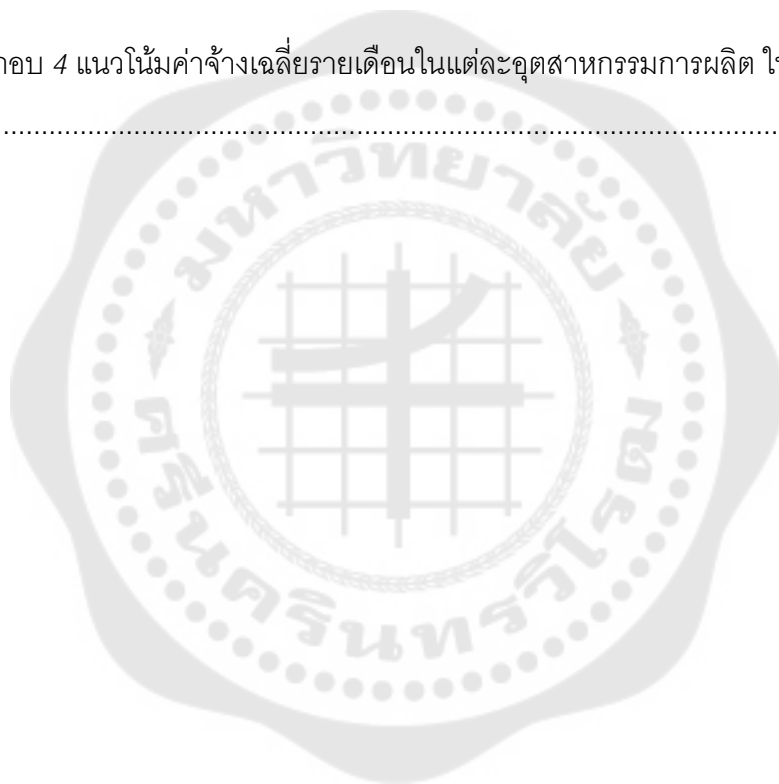 กอบ 4 แนวโน้มค่าจ้างเฉลี่ยรายเดือนในแต่ละอุตสาหกรรมการผลิต ใ
................................................................................................
มหาวิทยาลัย
ศรีนครินทรวิโรฒ